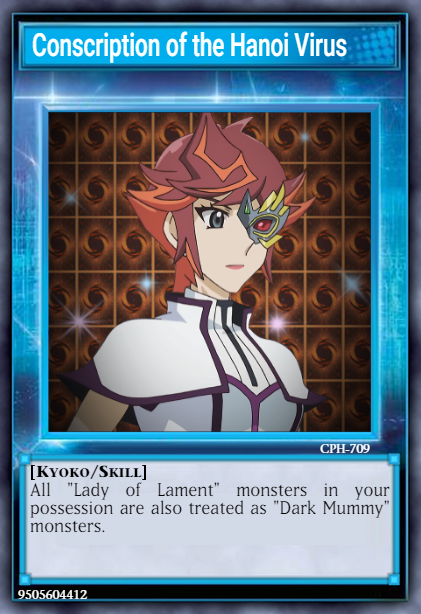 Conscription of the Hanoi Virus
CPH-709
[Kyoko/Skill]
All "Lady of Lament" monsters in your
possession are also treated as "Dark Mummy"
monsters.
9505604412